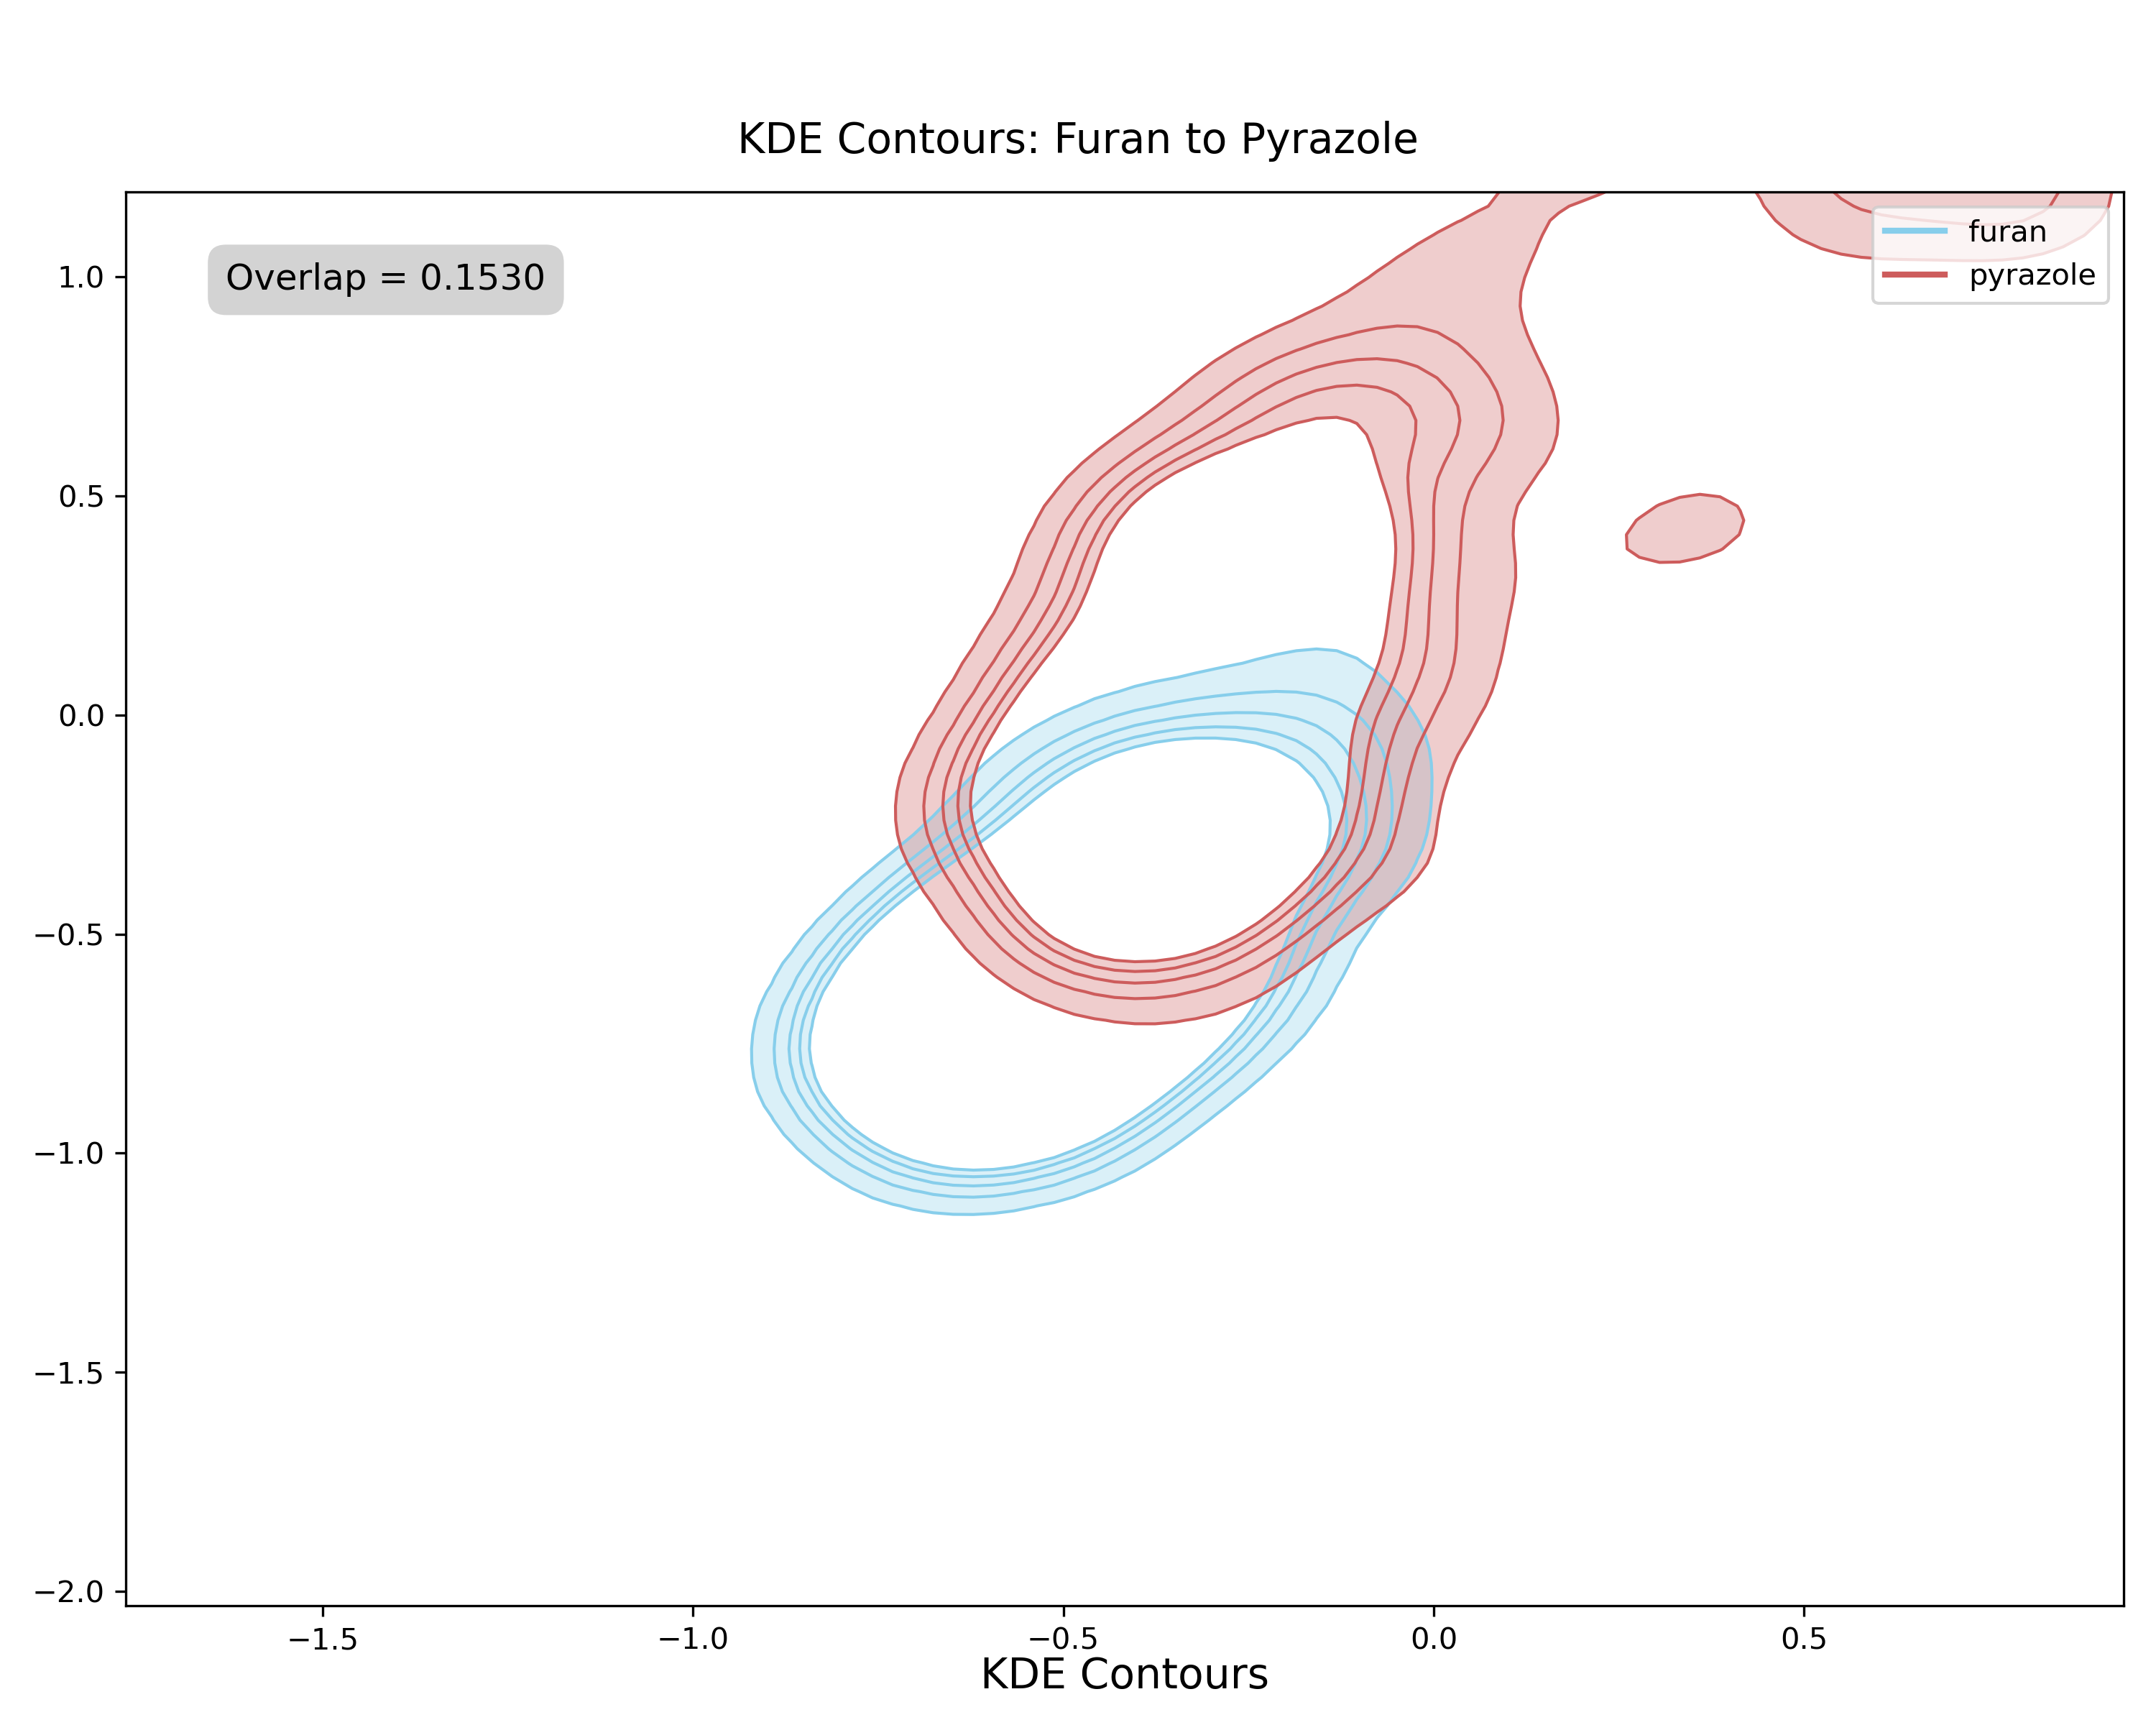 KDE Contours: Furan to Pyrazole
Overlap = 0.1530
furan
pyrazole
1.0
0.5
0.0
−0.5
−1.0
−1.5
−2.0
−1.5 −1.0 −0.5 0.0 0.5
KDE Contours